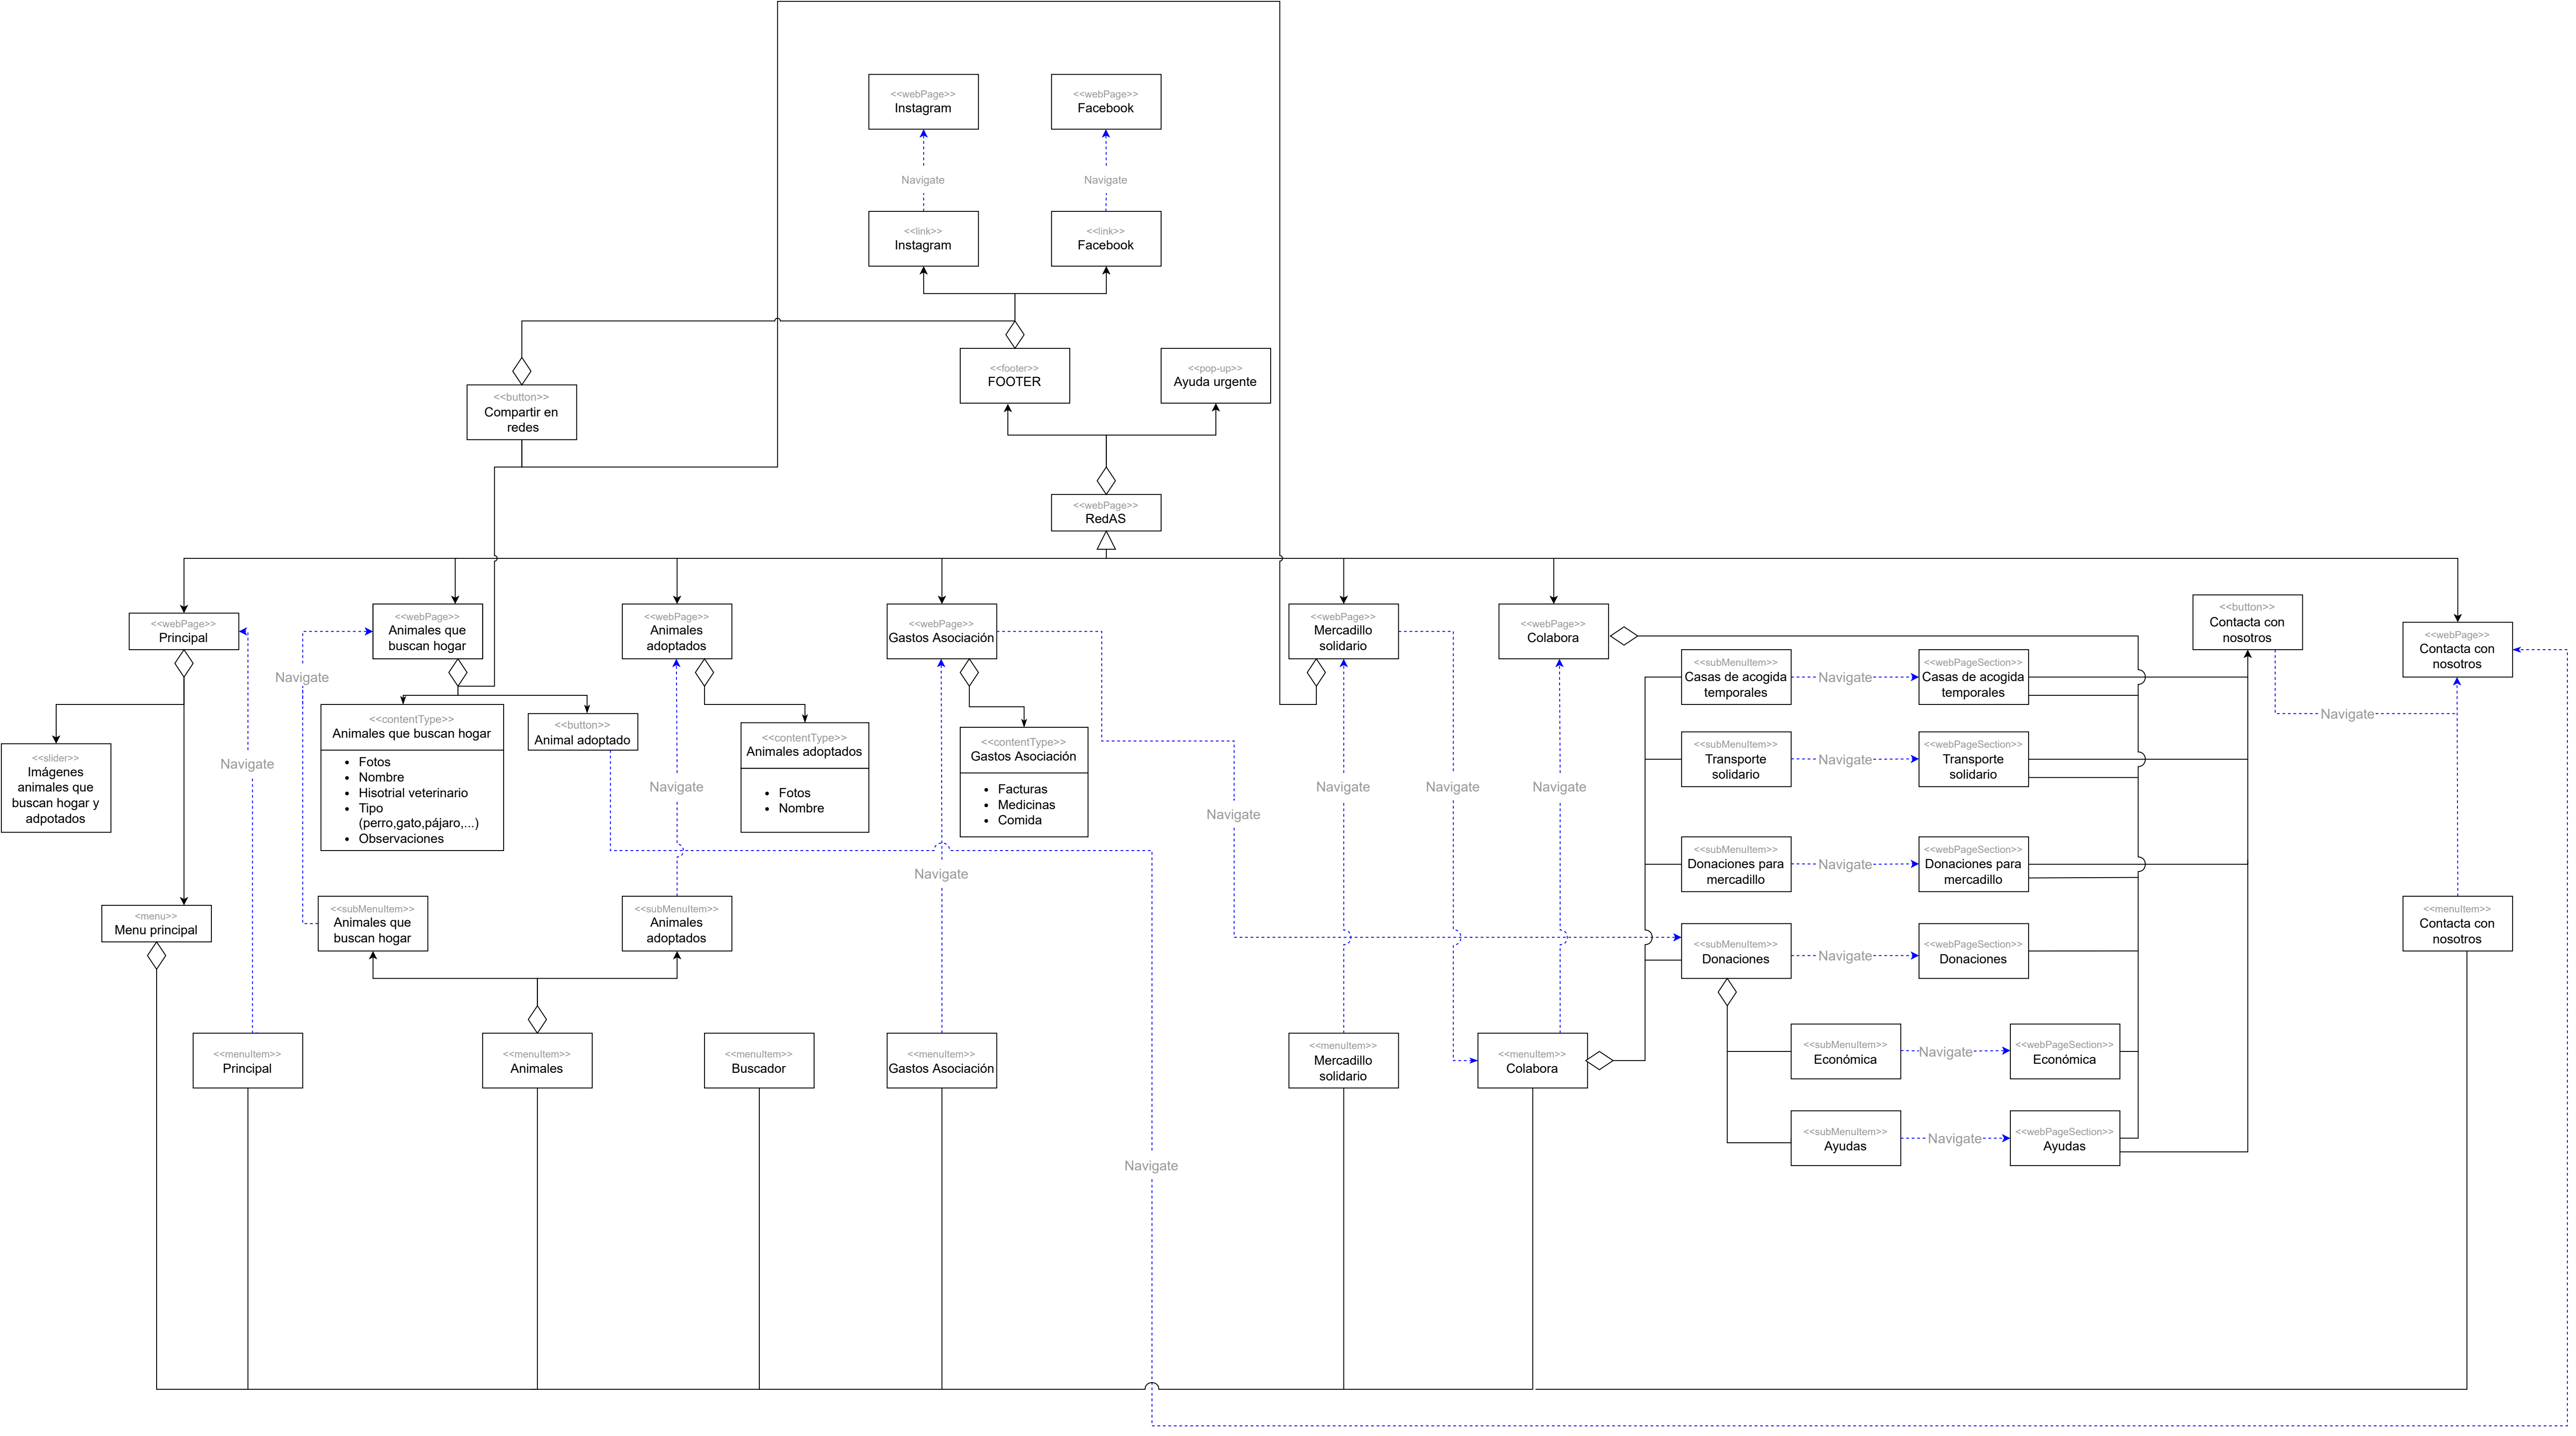 <<webPage>>
Instagram
<<webPage>>
Facebook
Navigate
Navigate
<<link>>
Instagram
<<link>>
Facebook
<<footer>>
FOOTER
<<pop-up>>
Ayuda urgente
<<button>>
Compartir en
redes
<<webPage>>
RedAS
<<webPage>>
Principal
<<webPage>>
Animales que
buscan hogar
<<webPage>>
Animales
adoptados
<<webPage>>
Gastos Asociación
<<webPage>>
Mercadillo
solidario
<<webPage>>
Colabora
<<button>>
Contacta con
nosotros
<<webPage>>
Contacta con
nosotros
Navigate
<<subMenuItem>>
Casas de acogida
temporales
Navigate
<<webPageSection>>
Casas de acogida
temporales
Navigate
<<slider>>
Imágenes
animales que
buscan hogar y
adpotados
Navigate
<<contentType>>
Animales que buscan hogar
Fotos
Nombre
Hisotrial veterinario
Tipo
(perro,gato,pájaro,...)
Observaciones
<<button>>
Animal adoptado
Navigate
<<contentType>>
Animales adoptados
Fotos
Nombre
<<contentType>>
Gastos Asociación
Facturas
Medicinas
Comida
Navigate
Navigate
Navigate
Navigate
<<subMenuItem>>
Transporte
solidario
Navigate
<<webPageSection>>
Transporte
solidario
<<subMenuItem>>
Donaciones para
mercadillo
Navigate
<<webPageSection>>
Donaciones para
mercadillo
Navigate
<menu>>
Menu principal
<<subMenuItem>>
Animales que
buscan hogar
<<subMenuItem>>
Animales
adoptados
<<subMenuItem>>
Donaciones
Navigate
<<webPageSection>>
Donaciones
<<menuItem>>
Contacta con
nosotros
<<menuItem>>
Principal
<<menuItem>>
Animales
<<menuItem>>
Buscador
<<menuItem>>
Gastos Asociación
<<menuItem>>
Mercadillo
solidario
<<menuItem>>
Colabora
<<subMenuItem>>
Económica
Navigate
<<webPageSection>>
Económica
<<subMenuItem>>
Ayudas
Navigate
<<webPageSection>>
Ayudas
Navigate